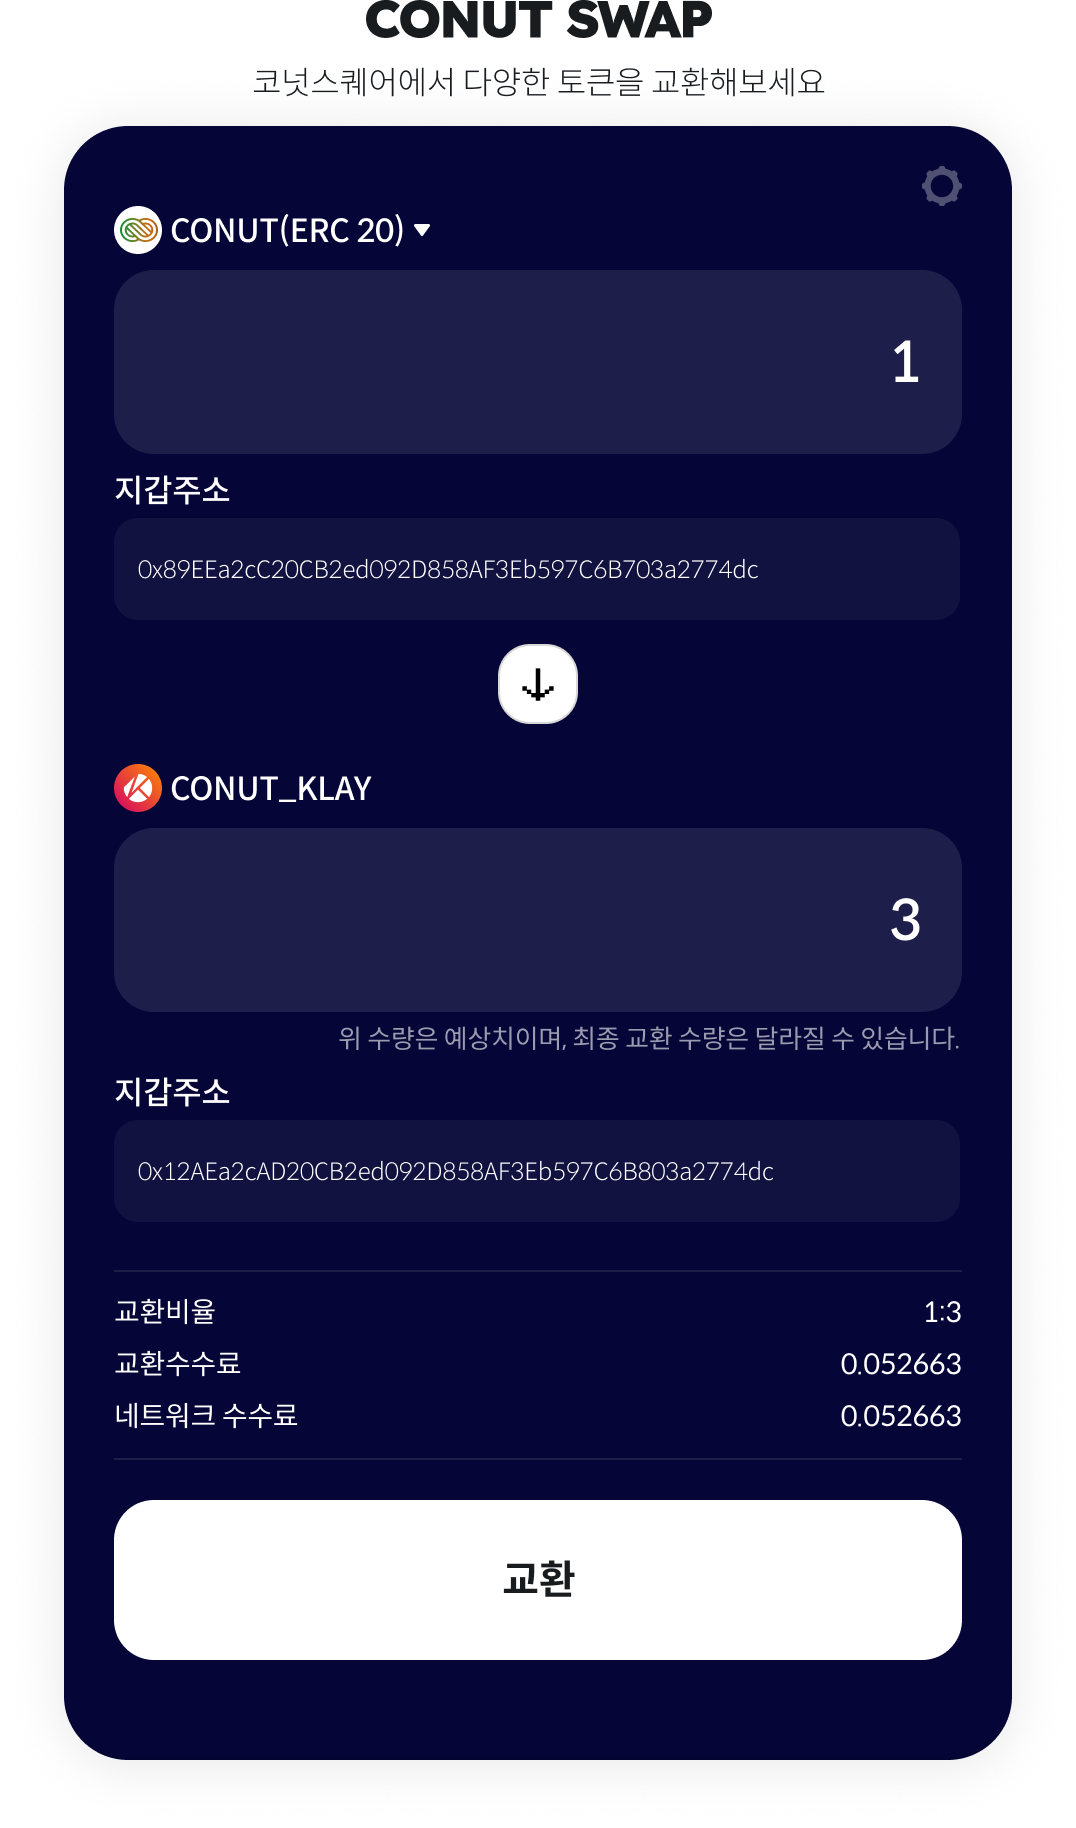 CONUT SWAP
코넛스퀘어에서 다양한 토큰을 교환해보세요
CONUT(ERC 20)
1
지갑주소
0x89EEa2cC20CB2ed092D858AF3Eb597C6B703a2774dc
CONUT_KLAY
3
위 수량은 예상치이며, 최종 교환 수량은 달라질 수 있습니다.
지갑주소
0x12AEa2cAD20CB2ed092D858AF3Eb597C6B803a2774dc
교환비율 1:3
교환수수료 0.052663
네트워크 수수료 0.052663
교환